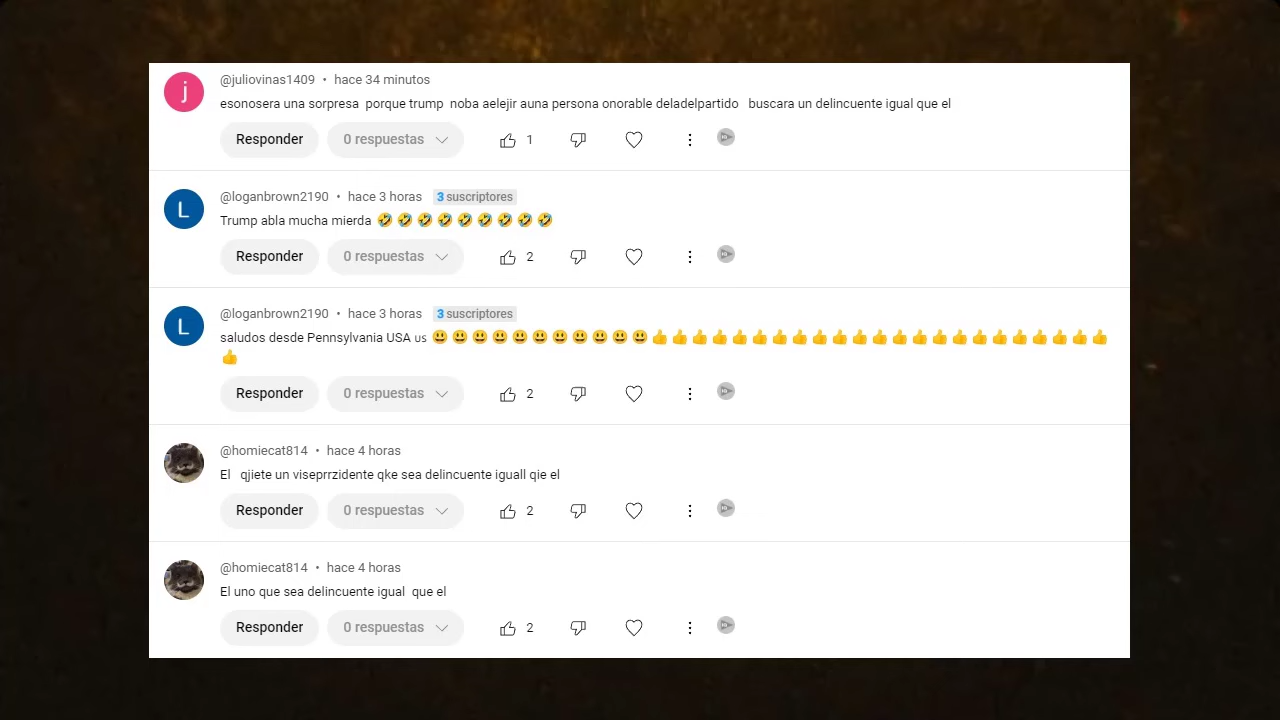 j
@juliovinas1409 • hace 34 minutos
esonosera una sorpresa porque trump noba aelejir auna persona onorable deladelpartido buscara un delincuente igual que el
Responder 0 respuestas 1
L
@loganbrown2190 • hace 3 horas 3 suscriptores
Trump abla mucha mierda 🤣🤣🤣🤣🤣🤣🤣🤣🤣
Responder 0 respuestas 2
L
@loganbrown2190 • hace 3 horas 3 suscriptores
saludos desde Pennsylvania USA us 😃😃😃😃😃😃😃😃😃😃😃👍👍👍👍👍👍👍👍👍👍👍👍👍👍👍👍👍👍👍👍👍👍👍
👍
Responder 0 respuestas 2
@homiecat814 • hace 4 horas
El qjiete un viseprrzidente qke sea delincuente iguall qie el
Responder 0 respuestas 2
@homiecat814 • hace 4 horas
El uno que sea delincuente igual que el
Responder 0 respuestas 2